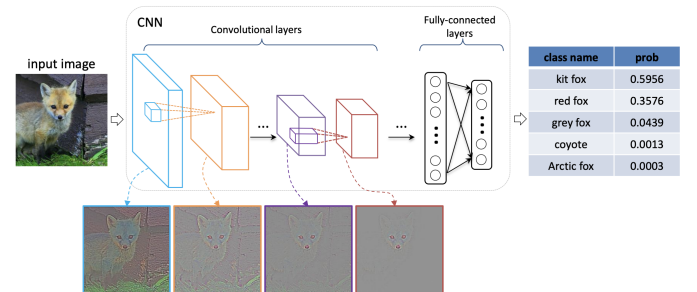 CNN
Convolutional layers
Fully-connected
layers
input image
...
...
class name prob
kit fox 0.5956
red fox 0.3576
grey fox 0.0439
coyote 0.0013
Arctic fox 0.0003